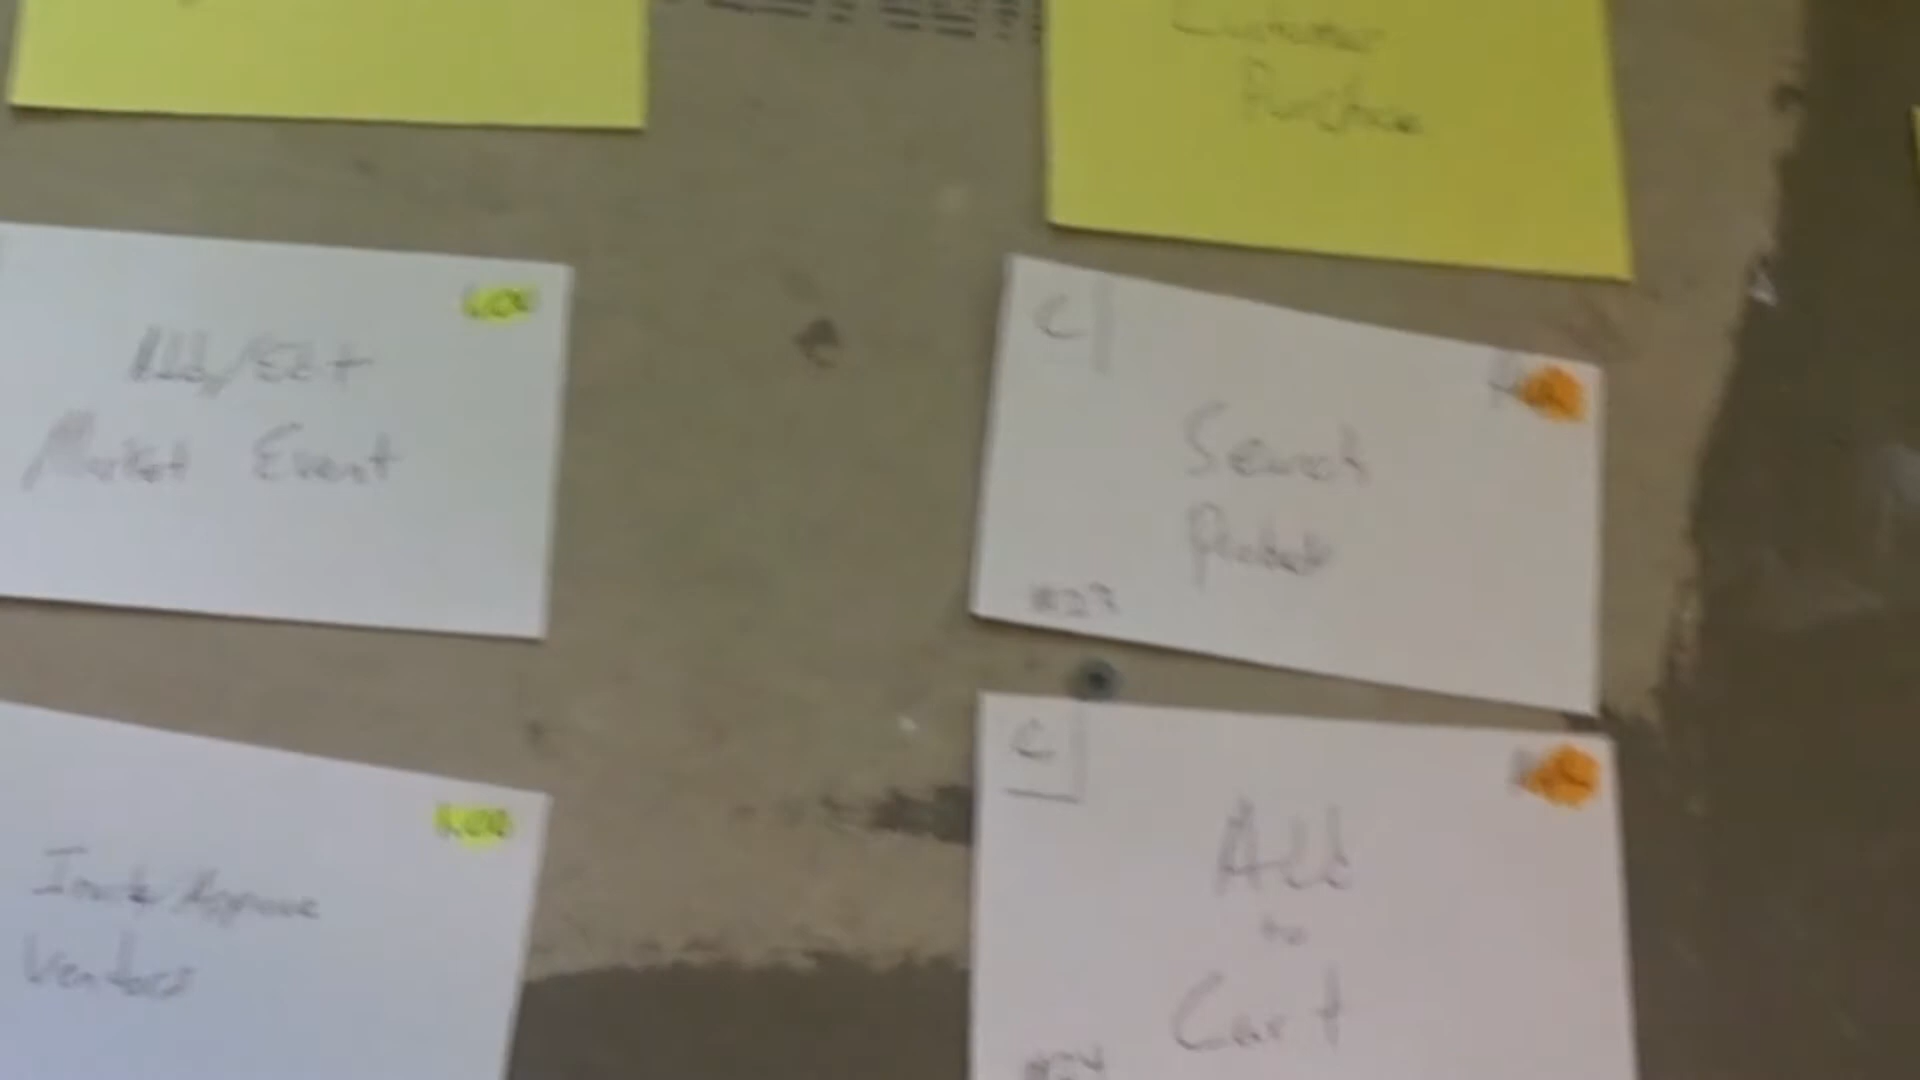 Customer
Purchase
Add/Edit
Market Event
C
Search
Product
Invite/Approve
Vendors
C
Add
to
Cart